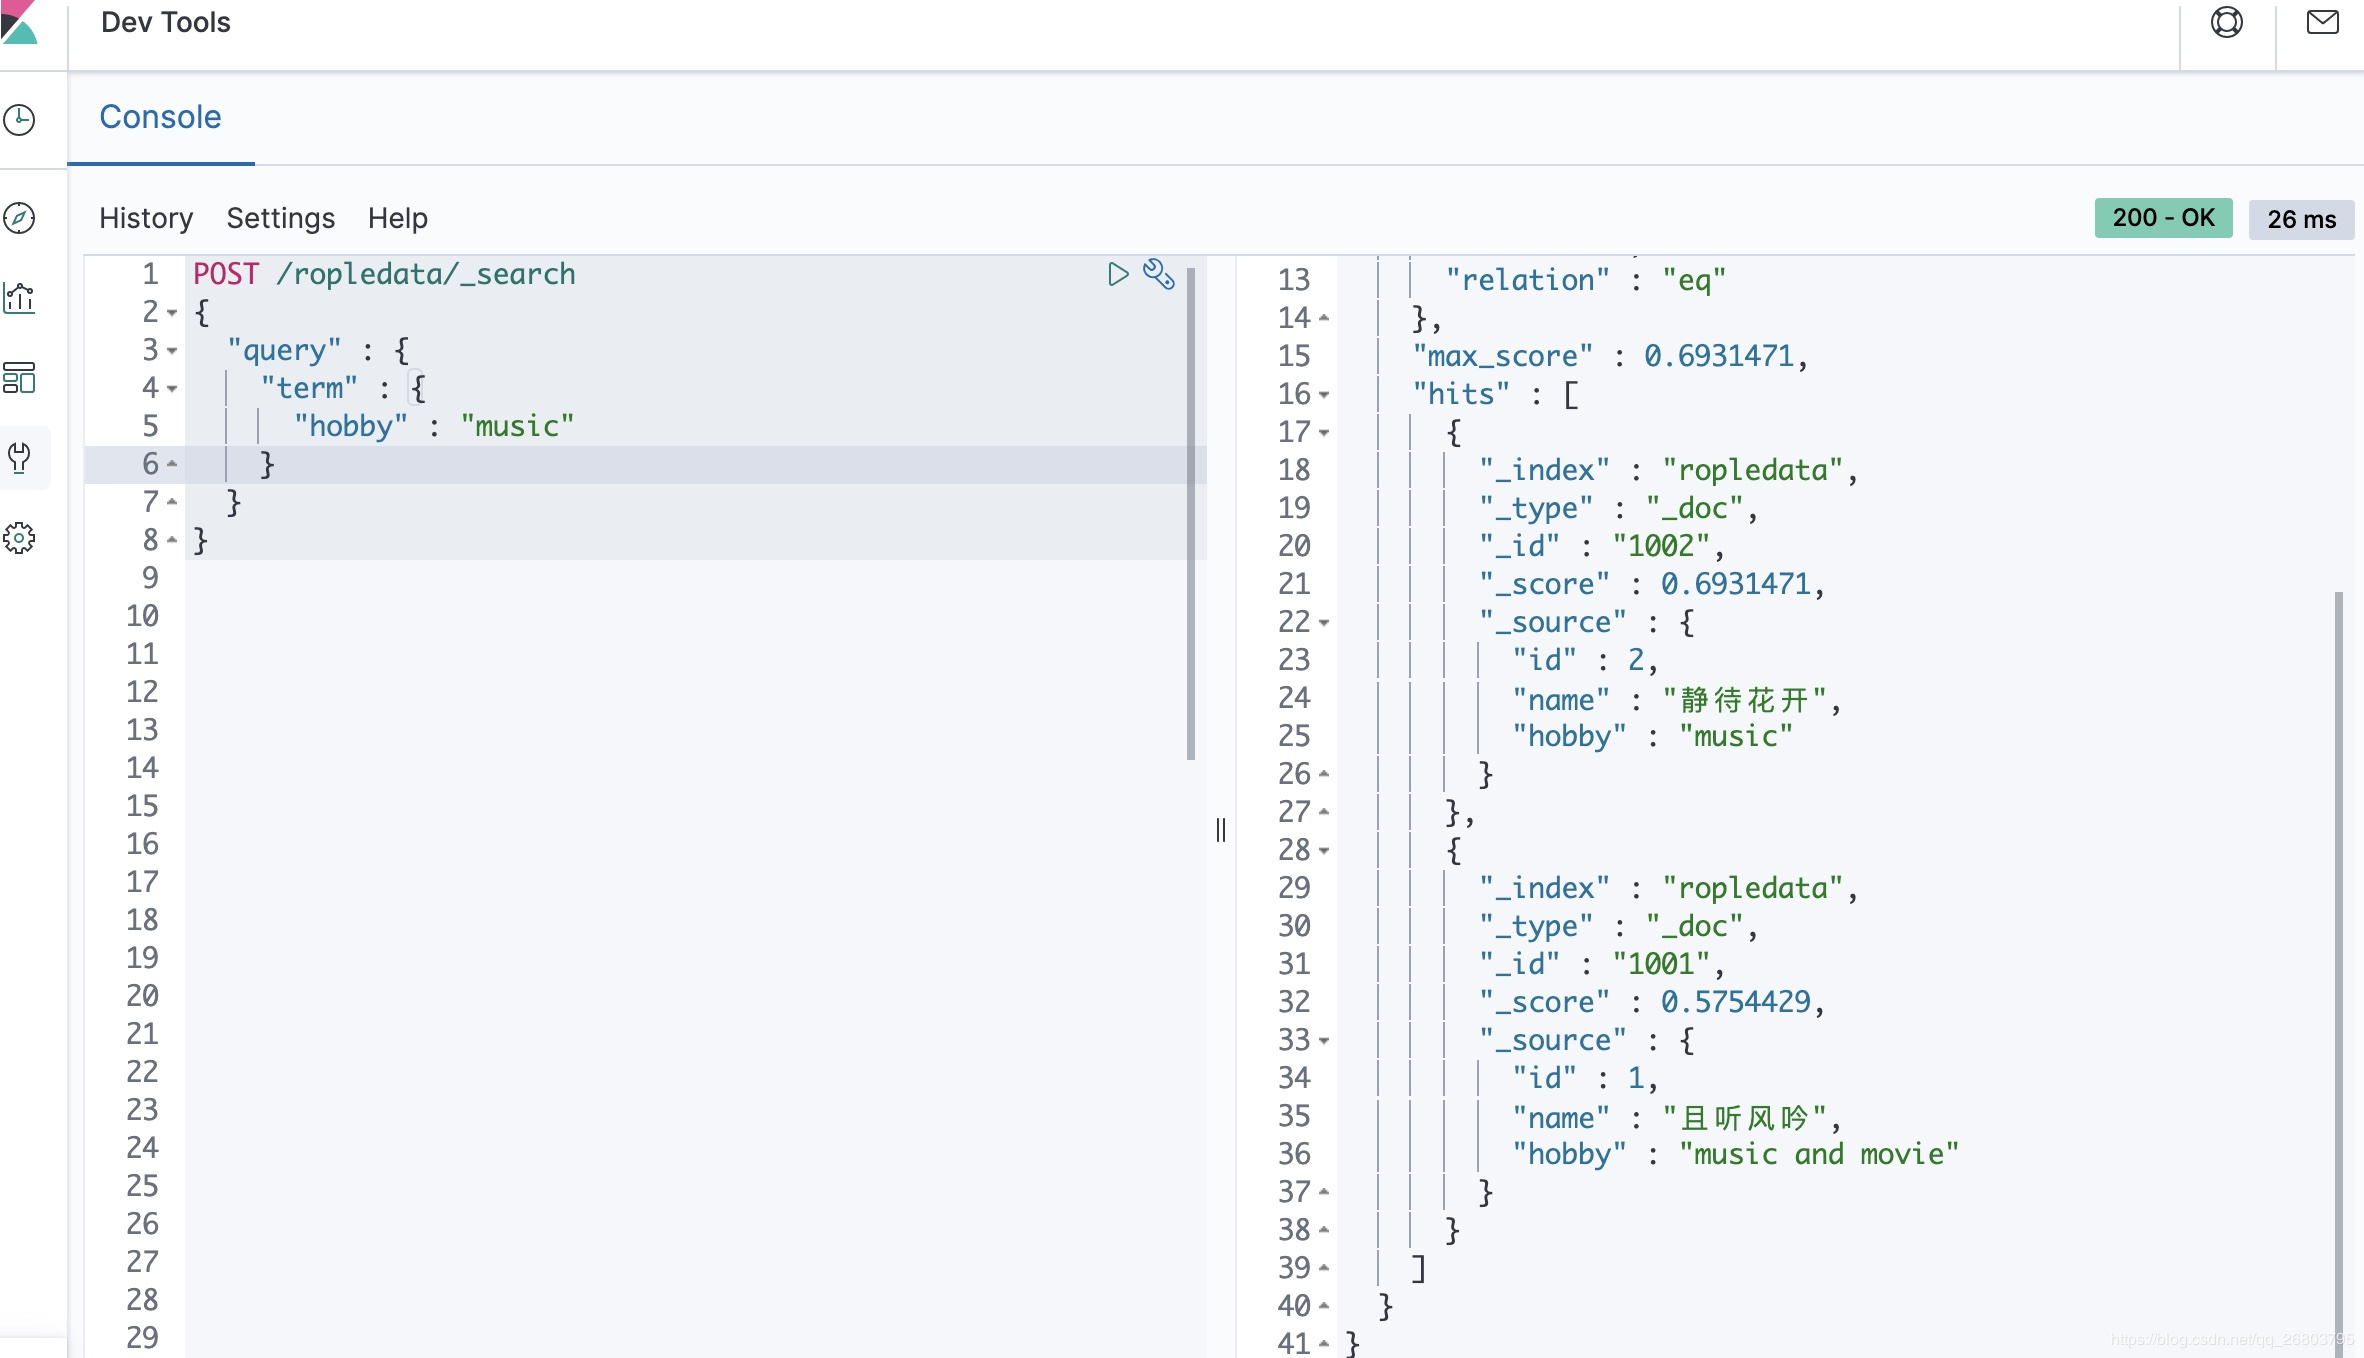 Dev Tools
Console
History Settings Help
200 - OK 26 ms
1 POST /ropledata/_search
2 {
3 "query" : {
4 "term" : {
5 "hobby" : "music"
6 }
7 }
8 }
9
10
11
12
13
14
15
16
17
18
19
20
21
22
23
24
25
26
27
28
29
13 "relation" : "eq"
14 },
15 "max_score" : 0.6931471,
16 "hits" : [
17 {
18 "_index" : "ropledata",
19 "_type" : "_doc",
20 "_id" : "1002",
21 "_score" : 0.6931471,
22 "_source" : {
23 "id" : 2,
24 "name" : "静待花开",
25 "hobby" : "music"
26 }
27 },
28 {
29 "_index" : "ropledata",
30 "_type" : "_doc",
31 "_id" : "1001",
32 "_score" : 0.5754429,
33 "_source" : {
34 "id" : 1,
35 "name" : "且听风吟",
36 "hobby" : "music and movie"
37 }
38 }
39 ]
40 }
41 }
https://blog.csdn.net/qq_26803795